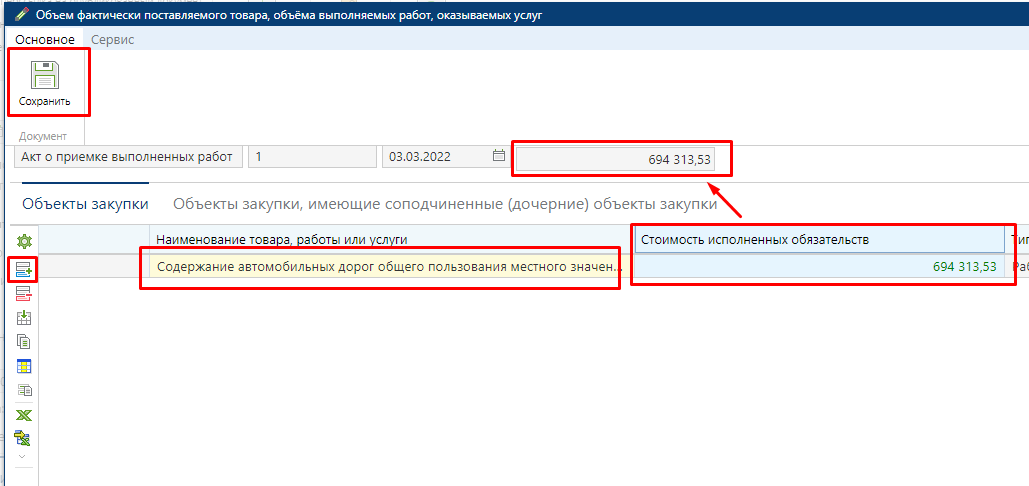 Объем фактически поставляемого товара, объёма выполняемых работ, оказываемых услуг
Основное Сервис
Сохранить
Документ
Акт о приемке выполненных работ 1 03.03.2022 694 313,53
Объекты закупки Объекты закупки, имеющие соподчиненные (дочерние) объекты закупки
Наименование товара, работы или услуги Стоимость исполненных обязательств
Содержание автомобильных дорог общего пользования местного значен... 694 313,53